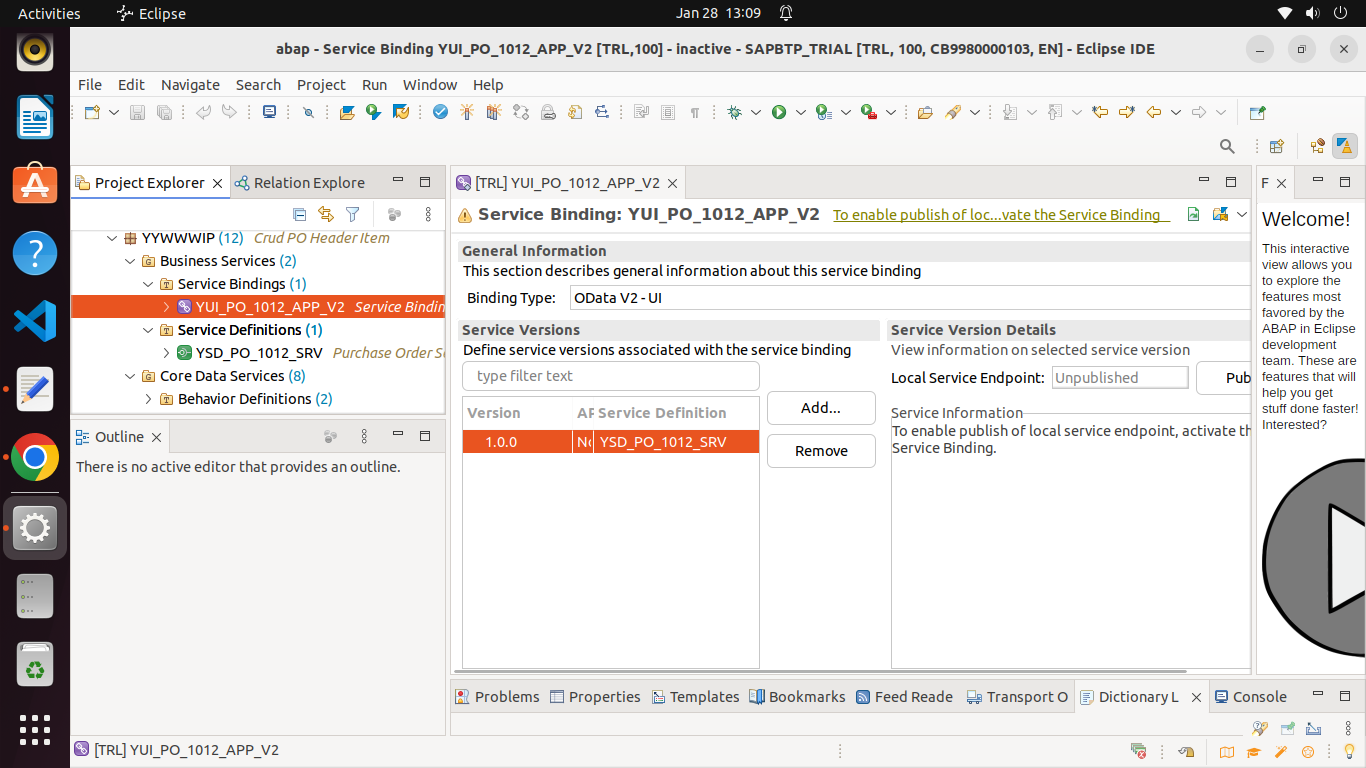 Activities
Eclipse
Jan 28 13:09
abap - Service Binding YUI_PO_1012_APP_V2 [TRL,100] - inactive - SAPBTP_TRIAL [TRL, 100, CB9980000103, EN] - Eclipse IDE
File Edit Navigate Search Project Run Window Help
Project Explorer
Relation Explore
YYWWWIP (12) Crud PO Header Item
Business Services (2)
Service Bindings (1)
YUI_PO_1012_APP_V2 Service Bindin
Service Definitions (1)
YSD_PO_1012_SRV Purchase Order S
Core Data Services (8)
Behavior Definitions (2)
Outline
There is no active editor that provides an outline.
[TRL] YUI_PO_1012_APP_V2
Service Binding: YUI_PO_1012_APP_V2
To enable publish of loc...vate the Service Binding
General Information
This section describes general information about this service binding
Binding Type: OData V2 - UI
Service Versions
Define service versions associated with the service binding
type filter text
Version Service Definition
1.0.0 YSD_PO_1012_SRV
Add...
Remove
Service Version Details
View information on selected service version
Local Service Endpoint: Unpublished Pub
Service Information
To enable publish of local service endpoint, activate th
Service Binding.
F
Welcome!
This interactive
view allows you
to explore the
features most
favored by the
ABAP in Eclipse
development
team. These are
features that will
help you get
stuff done faster!
Interested?
Problems
Properties
Templates
Bookmarks
Feed Reade
Transport O
Dictionary L
Console
[TRL] YUI_PO_1012_APP_V2